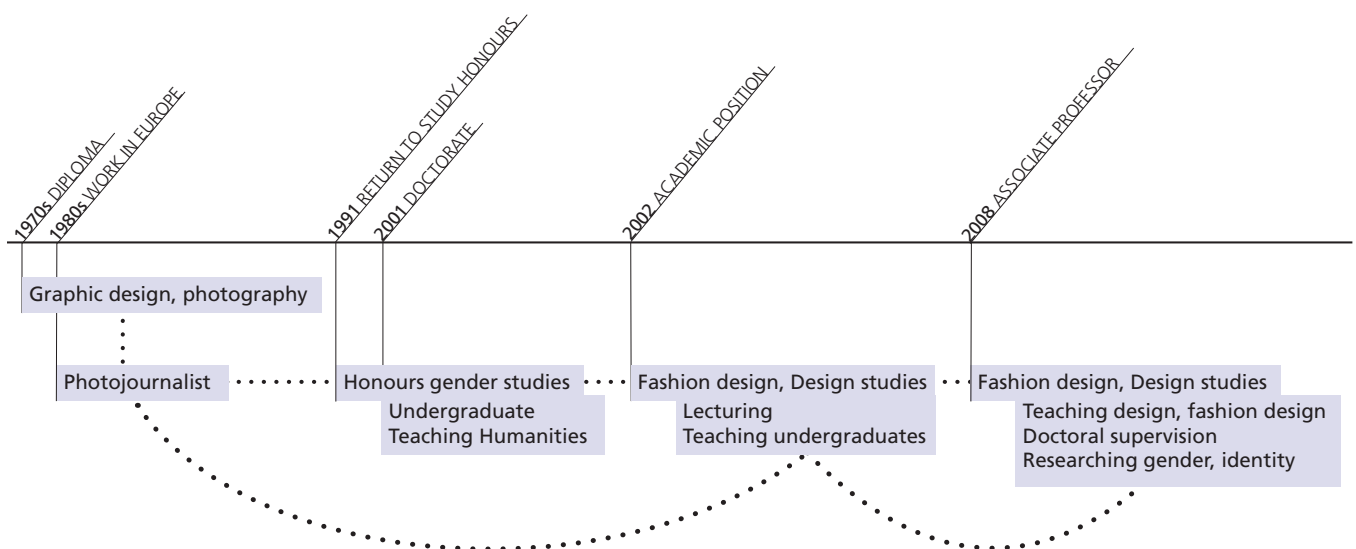 1970s DIPLOMA
1980s WORK IN EUROPE
1991 RETURN TO STUDY HONOURS
2001 DOCTORATE
2002 ACADEMIC POSITION
2008 ASSOCIATE PROFESSOR
Graphic design, photography
Photojournalist
Honours gender studies
Undergraduate
Teaching Humanities
Fashion design, Design studies
Lecturing
Teaching undergraduates
Fashion design, Design studies
Teaching design, fashion design
Doctoral supervision
Researching gender, identity